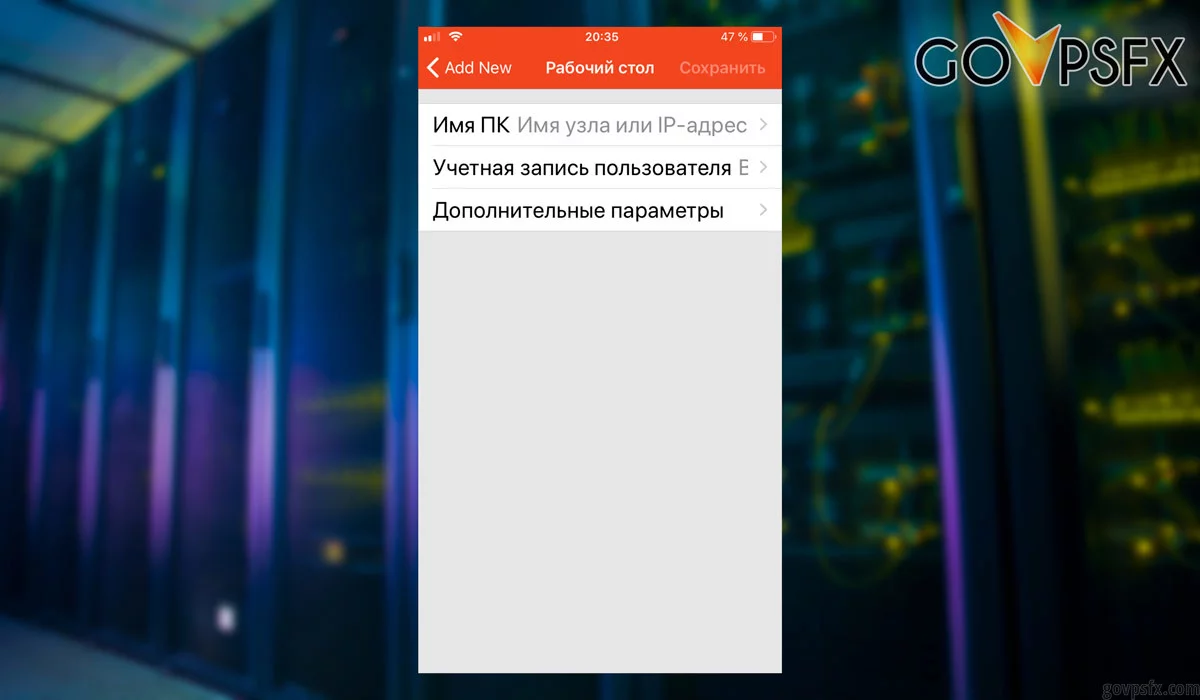 20:35
47 %
Add New
Рабочий стол
Сохранить
Имя ПК Имя узла или IP-адрес
Учетная запись пользователя
Дополнительные параметры
GOVPSFX
govpsfx.com